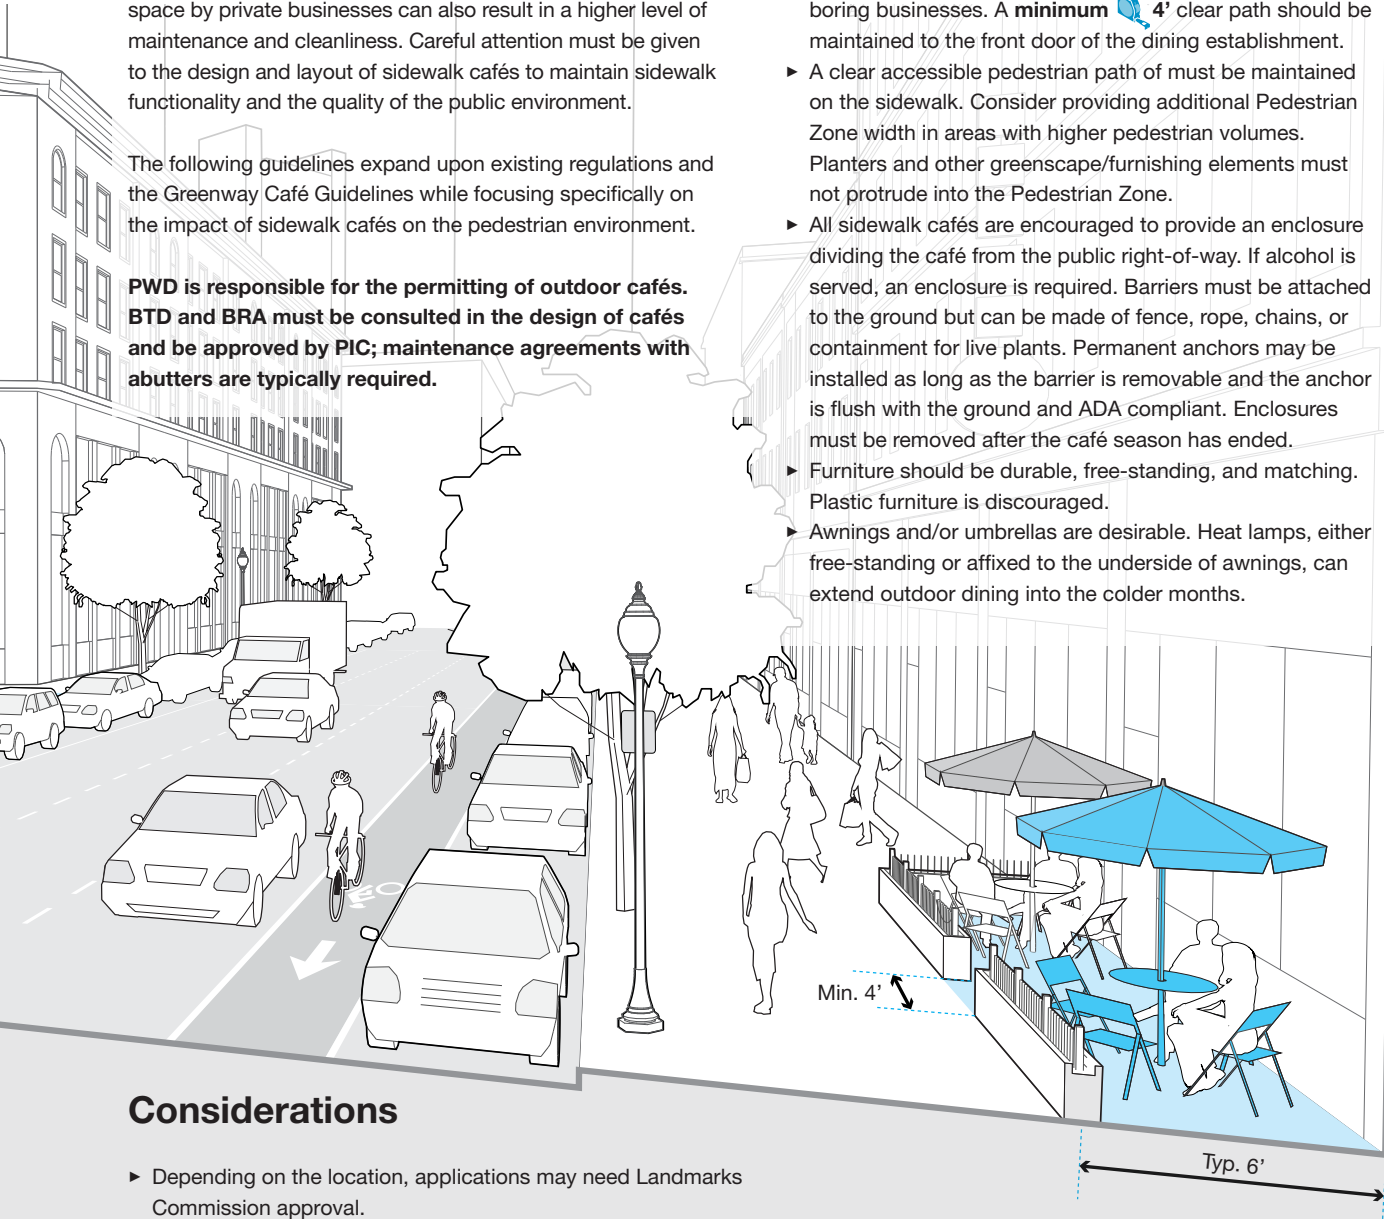 space by private businesses can also result in a higher level of
maintenance and cleanliness. Careful attention must be given
to the design and layout of sidewalk cafés to maintain sidewalk
functionality and the quality of the public environment.
The following guidelines expand upon existing regulations and
the Greenway Café Guidelines while focusing specifically on
the impact of sidewalk cafés on the pedestrian environment.
PWD is responsible for the permitting of outdoor cafés.
BTD and BRA must be consulted in the design of cafés
and be approved by PIC; maintenance agreements with
abutters are typically required.
boring businesses. A minimum 4’ clear path should be
maintained to the front door of the dining establishment.
► A clear accessible pedestrian path of must be maintained
on the sidewalk. Consider providing additional Pedestrian
Zone width in areas with higher pedestrian volumes.
Planters and other greenscape/furnishing elements must
not protrude into the Pedestrian Zone.
► All sidewalk cafés are encouraged to provide an enclosure
dividing the café from the public right-of-way. If alcohol is
served, an enclosure is required. Barriers must be attached
to the ground but can be made of fence, rope, chains, or
containment for live plants. Permanent anchors may be
installed as long as the barrier is removable and the anchor
is flush with the ground and ADA compliant. Enclosures
must be removed after the café season has ended.
► Furniture should be durable, free-standing, and matching.
Plastic furniture is discouraged.
► Awnings and/or umbrellas are desirable. Heat lamps, either
free-standing or affixed to the underside of awnings, can
extend outdoor dining into the colder months.
Min. 4’
Typ. 6’
Considerations
► Depending on the location, applications may need Landmarks
Commission approval.